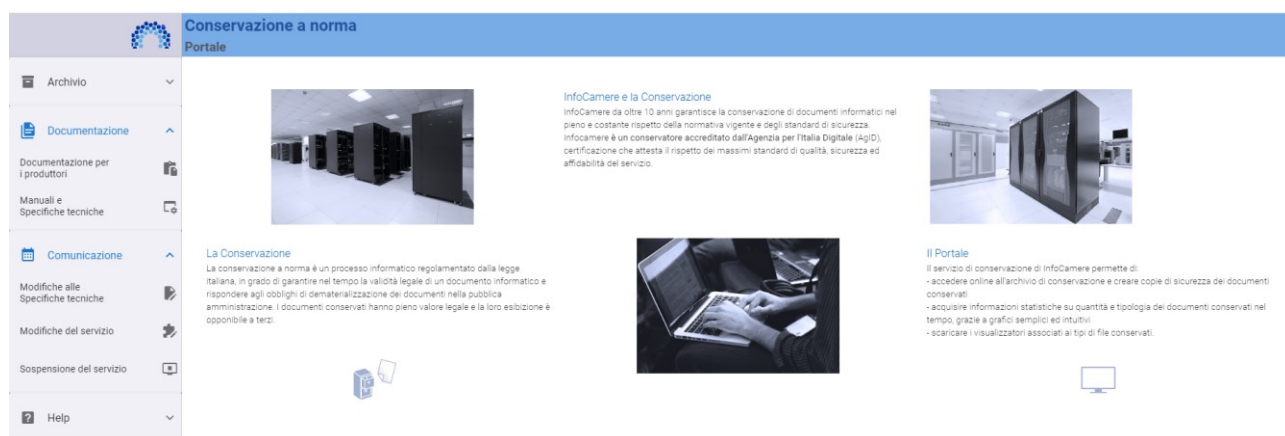 Conservazione a norma
Portale
Archivio
Documentazione
Documentazione per
i produttori
Manuali e
Specifiche tecniche
Comunicazione
Modifiche alle
Specifiche tecniche
Modifiche del servizio
Sospensione del servizio
Help
InfoCamere e la Conservazione
InfoCamere da oltre 10 anni garantisce la conservazione di documenti informatici nel
pieno e costante rispetto della normativa vigente e degli standard di sicurezza.
Infocamere è un conservatore accreditato dall'Agenzia per l'Italia Digitale (AgID),
certificazione che attesta il rispetto dei massimi standard di qualità, sicurezza ed
affidabilità del servizio.
La Conservazione
La conservazione a norma è un processo informatico regolamentato dalla legge
italiana, in grado di garantire nel tempo la validità legale di un documento informatico e
rispondere agli obblighi di dematerializzazione dei documenti nella pubblica
amministrazione. I documenti conservati hanno pieno valore legale e la loro esibizione è
opponibile a terzi.
Il Portale
Il servizio di conservazione di InfoCamere permette di:
- accedere online all'archivio di conservazione e creare copie di sicurezza dei documenti
conservati
- acquisire informazioni statistiche su quantità e tipologia dei documenti conservati nel
tempo, grazie a grafici semplici ed intuitivi
- scaricare i visualizzatori associati ai tipi di file conservati.